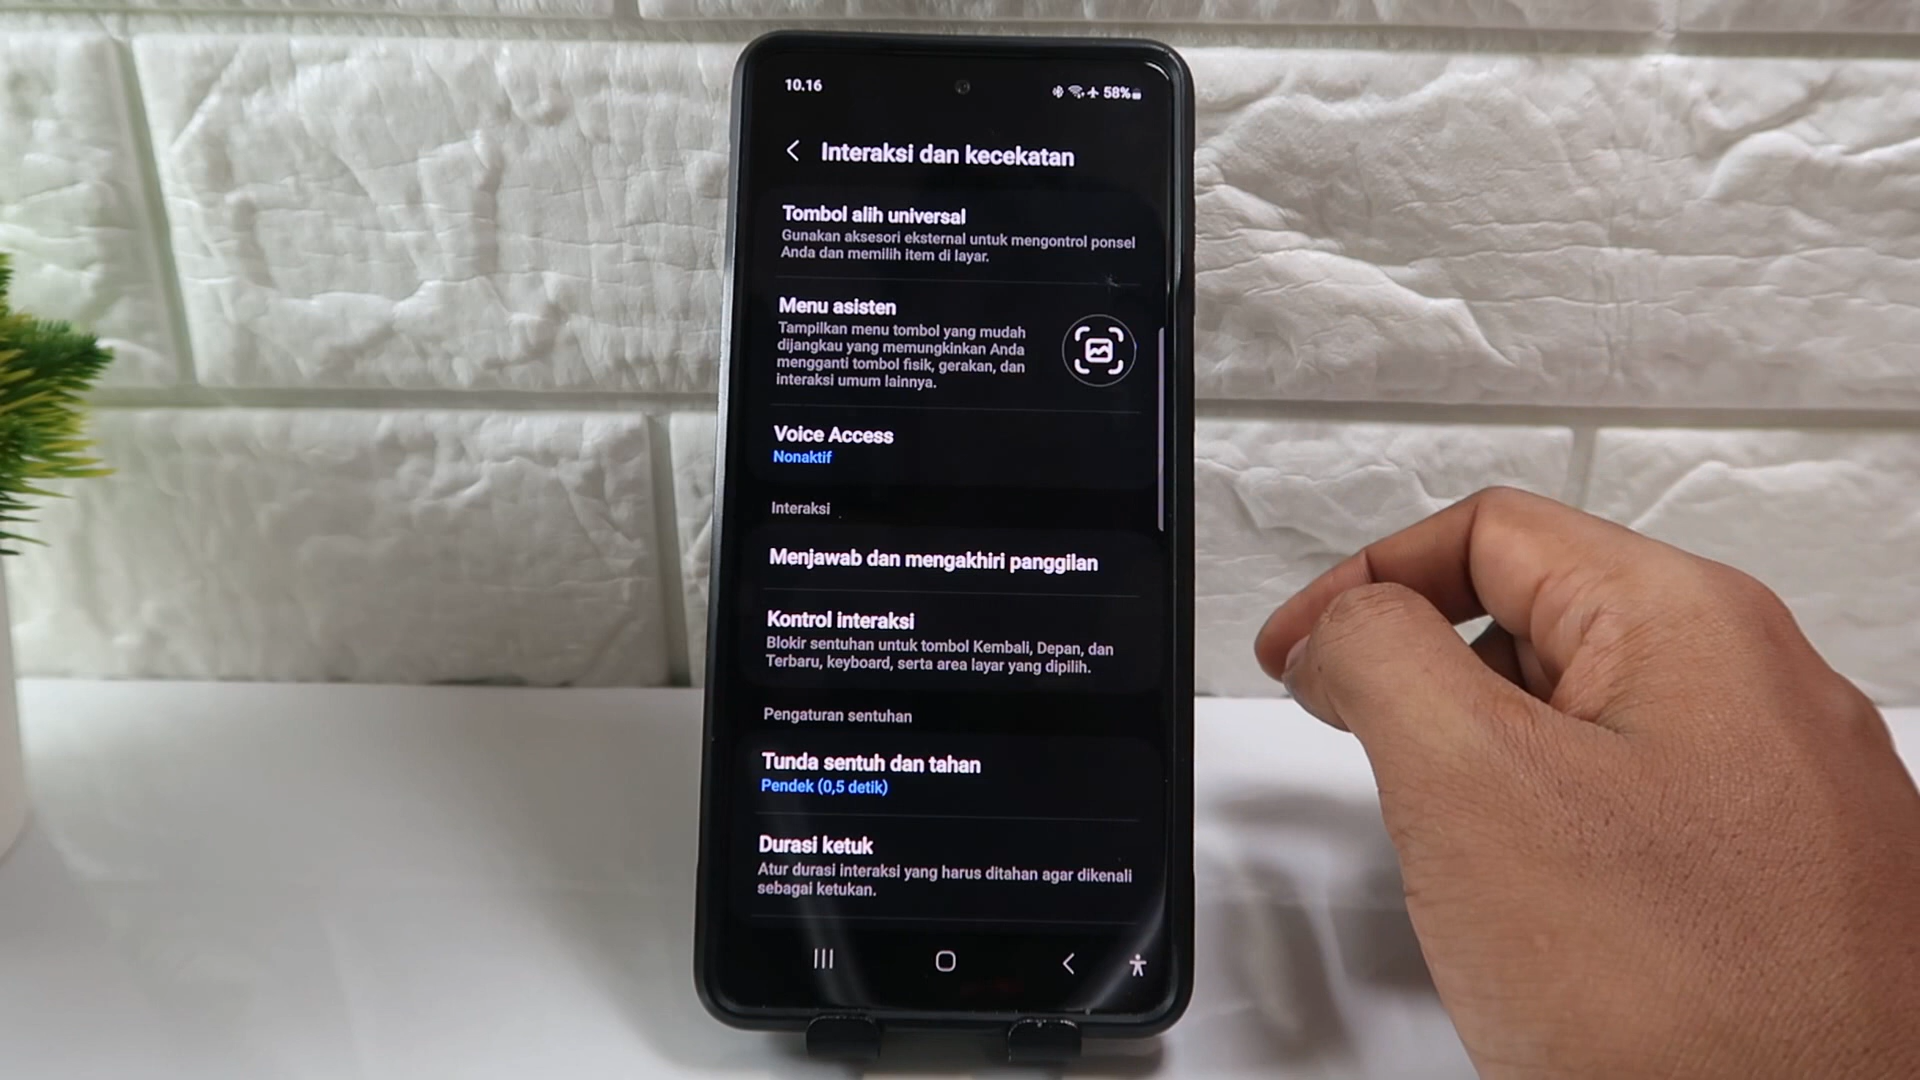 10.16
58%
Interaksi dan kecekatan
Tombol alih universal
Gunakan aksesori eksternal untuk mengontrol ponsel
Anda dan memilih item di layar.
Menu asisten
Tampilkan menu tombol yang mudah
dijangkau yang memungkinkan Anda
mengganti tombol fisik, gerakan, dan
interaksi umum lainnya.
Voice Access
Nonaktif
Interaksi
Menjawab dan mengakhiri panggilan
Kontrol interaksi
Blokir sentuhan untuk tombol Kembali, Depan, dan
Terbaru, keyboard, serta area layar yang dipilih.
Pengaturan sentuhan
Tunda sentuh dan tahan
Pendek (0,5 detik)
Durasi ketuk
Atur durasi interaksi yang harus ditahan agar dikenali
sebagai ketukan.